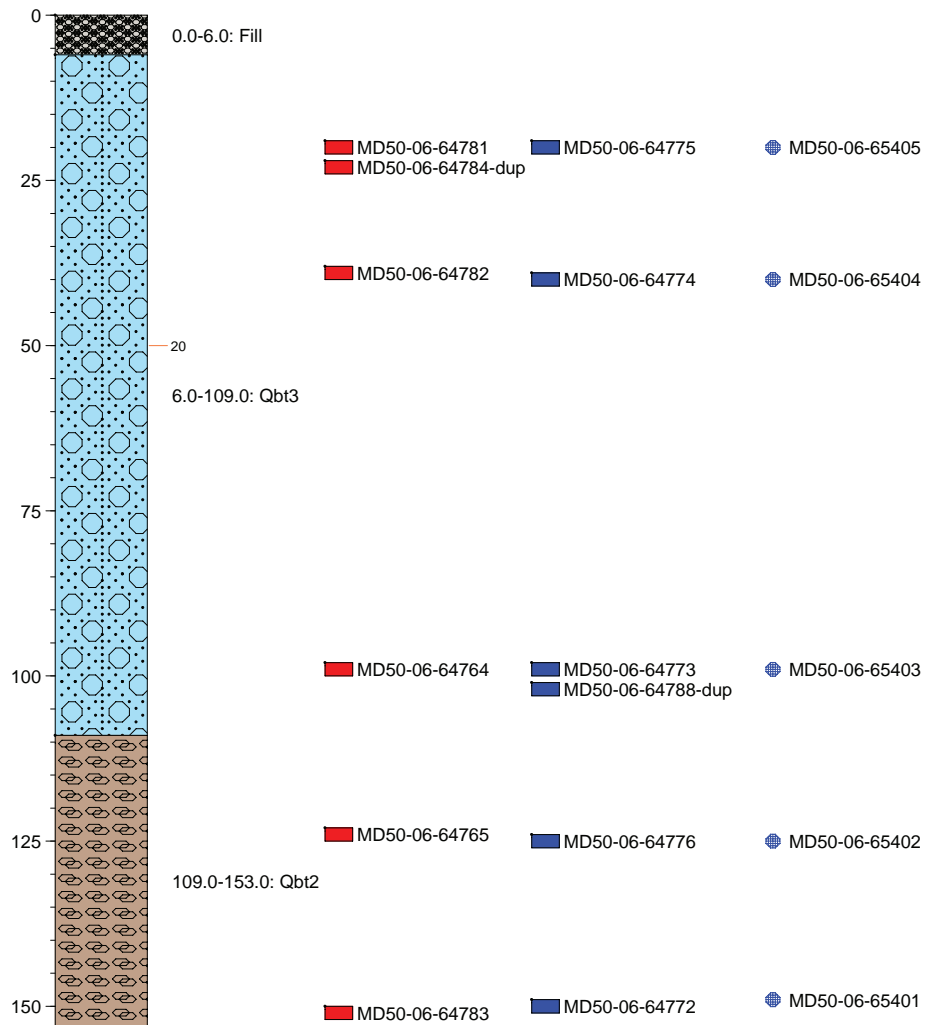 0
0.0-6.0: Fill
MD50-06-64781 MD50-06-64775 MD50-06-65405
MD50-06-64784-dup
25
MD50-06-64782 MD50-06-64774 MD50-06-65404
50 20
6.0-109.0: Qbt3
75
100 MD50-06-64764 MD50-06-64773 MD50-06-65403
MD50-06-64788-dup
125 MD50-06-64765 MD50-06-64776 MD50-06-65402
109.0-153.0: Qbt2
150 MD50-06-64783 MD50-06-64772 MD50-06-65401